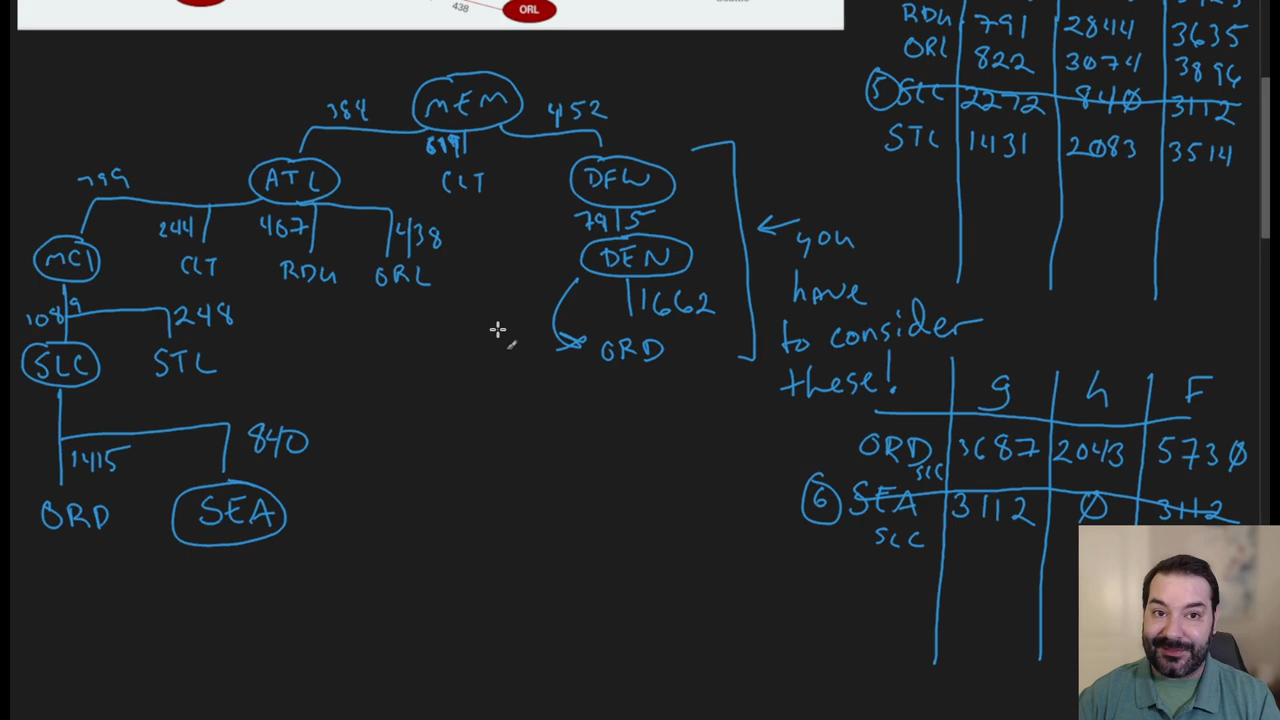 438
ORL
RDU 791 2844 3635
ORL 822 3074 3896
5 SLC 2272 840 3112
STL 1431 2083 3514
MEM
384
452
619
CLT
ATL
DFW
799
244
407
438
7915
MCI
CLT
RDU
ORL
DEN
1089
248
1662
SLC
STL
ORD
1415
840
ORD
SEA
← you
have
to consider
these!
g h F
ORD SLC 3687 2043 5730
6 SEA 3112 0 3112
SLC